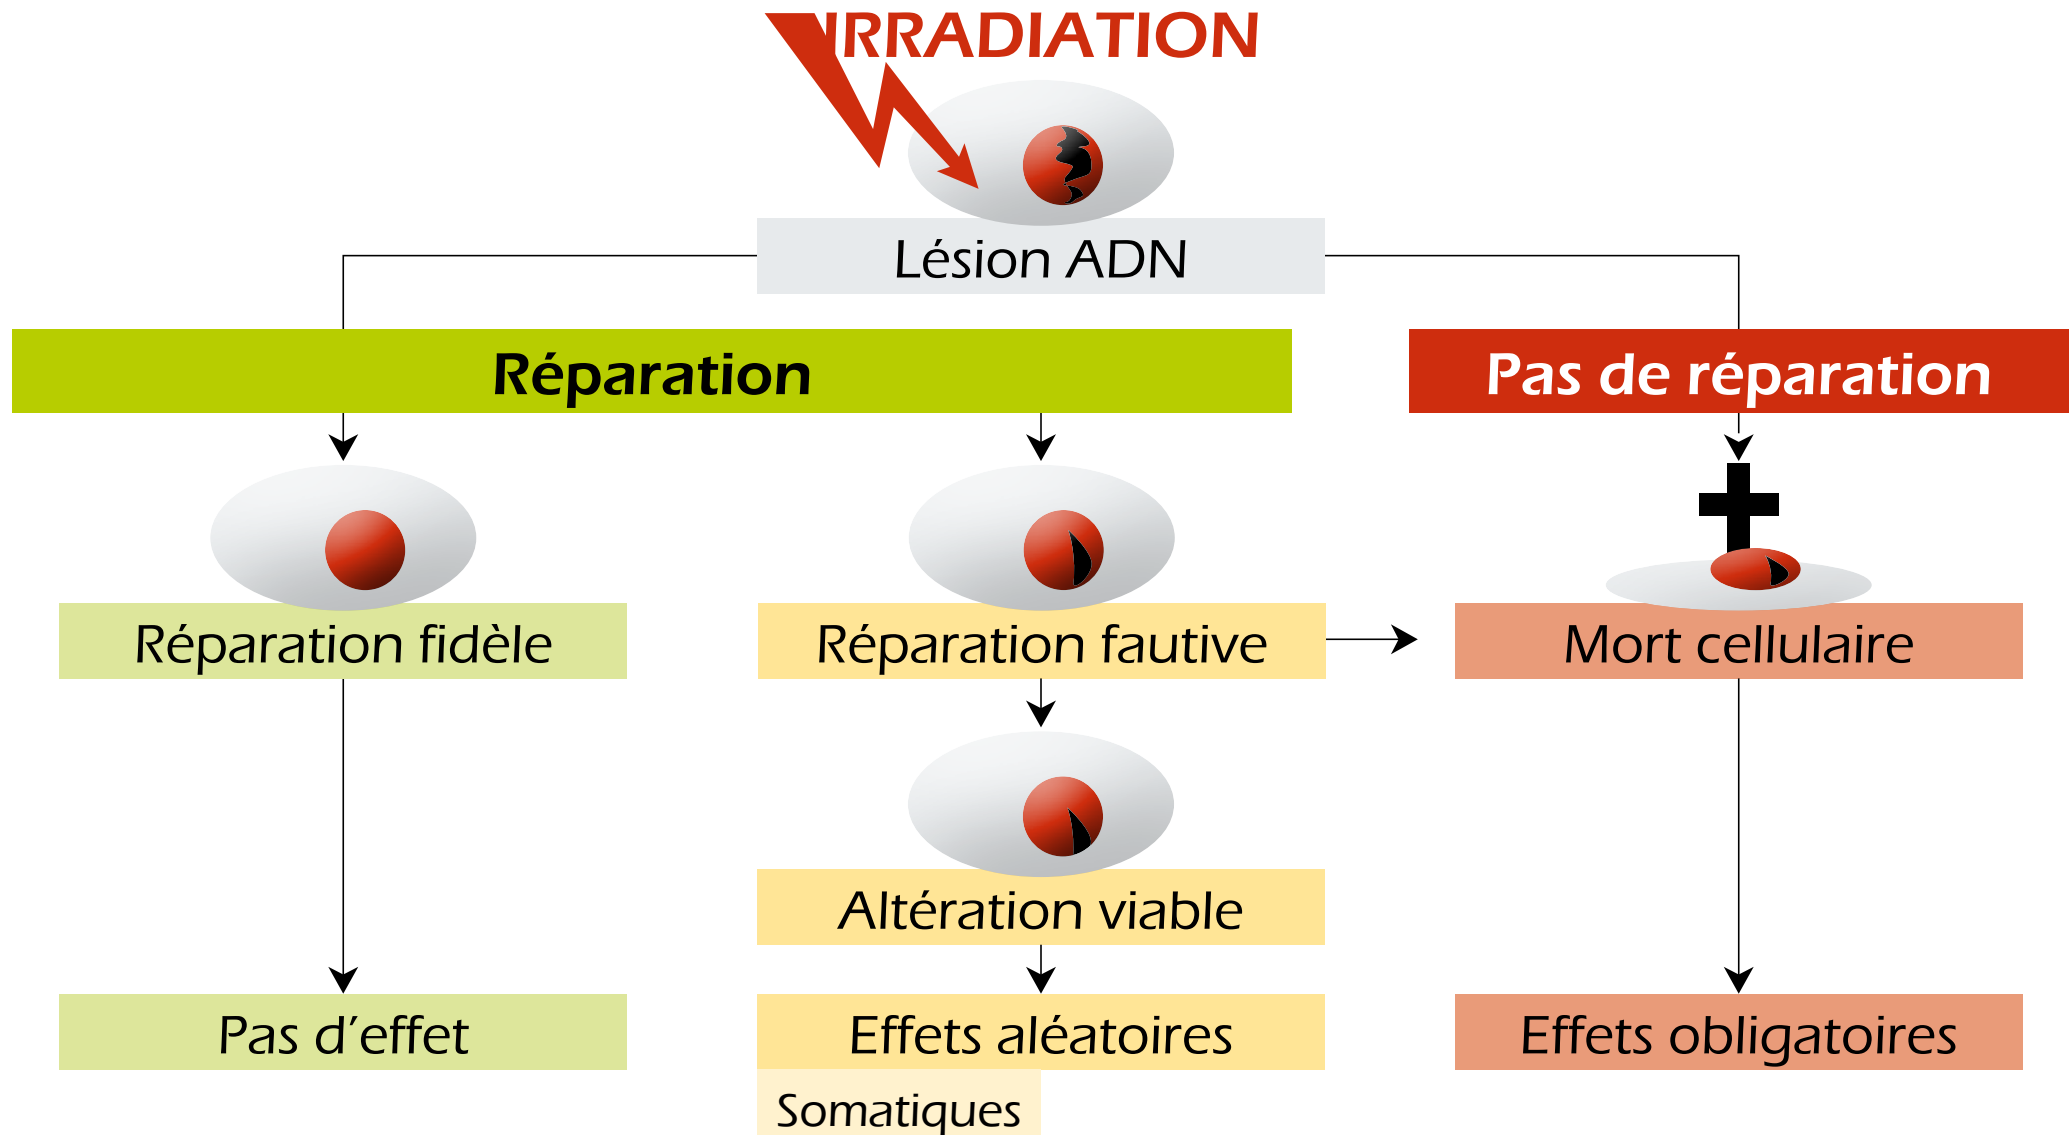 IRRADIATION
Lésion ADN
Réparation
Pas de réparation
Réparation fidèle
Réparation fautive
Mort cellulaire
Altération viable
Pas d’effet
Effets aléatoires
Effets obligatoires
Somatiques